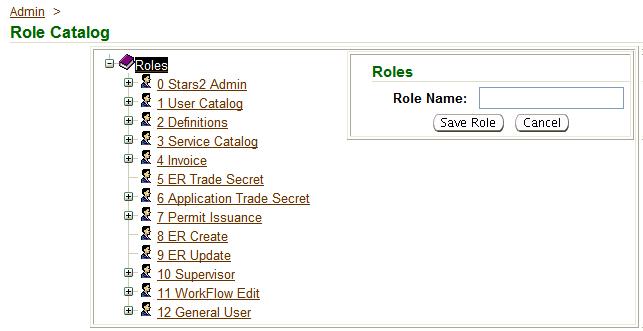 Admin >
Role Catalog
Roles
0 Stars2 Admin
1 User Catalog
2 Definitions
3 Service Catalog
4 Invoice
5 ER Trade Secret
6 Application Trade Secret
7 Permit Issuance
8 ER Create
9 ER Update
10 Supervisor
11 WorkFlow Edit
12 General User
Roles
Role Name:
Save Role Cancel